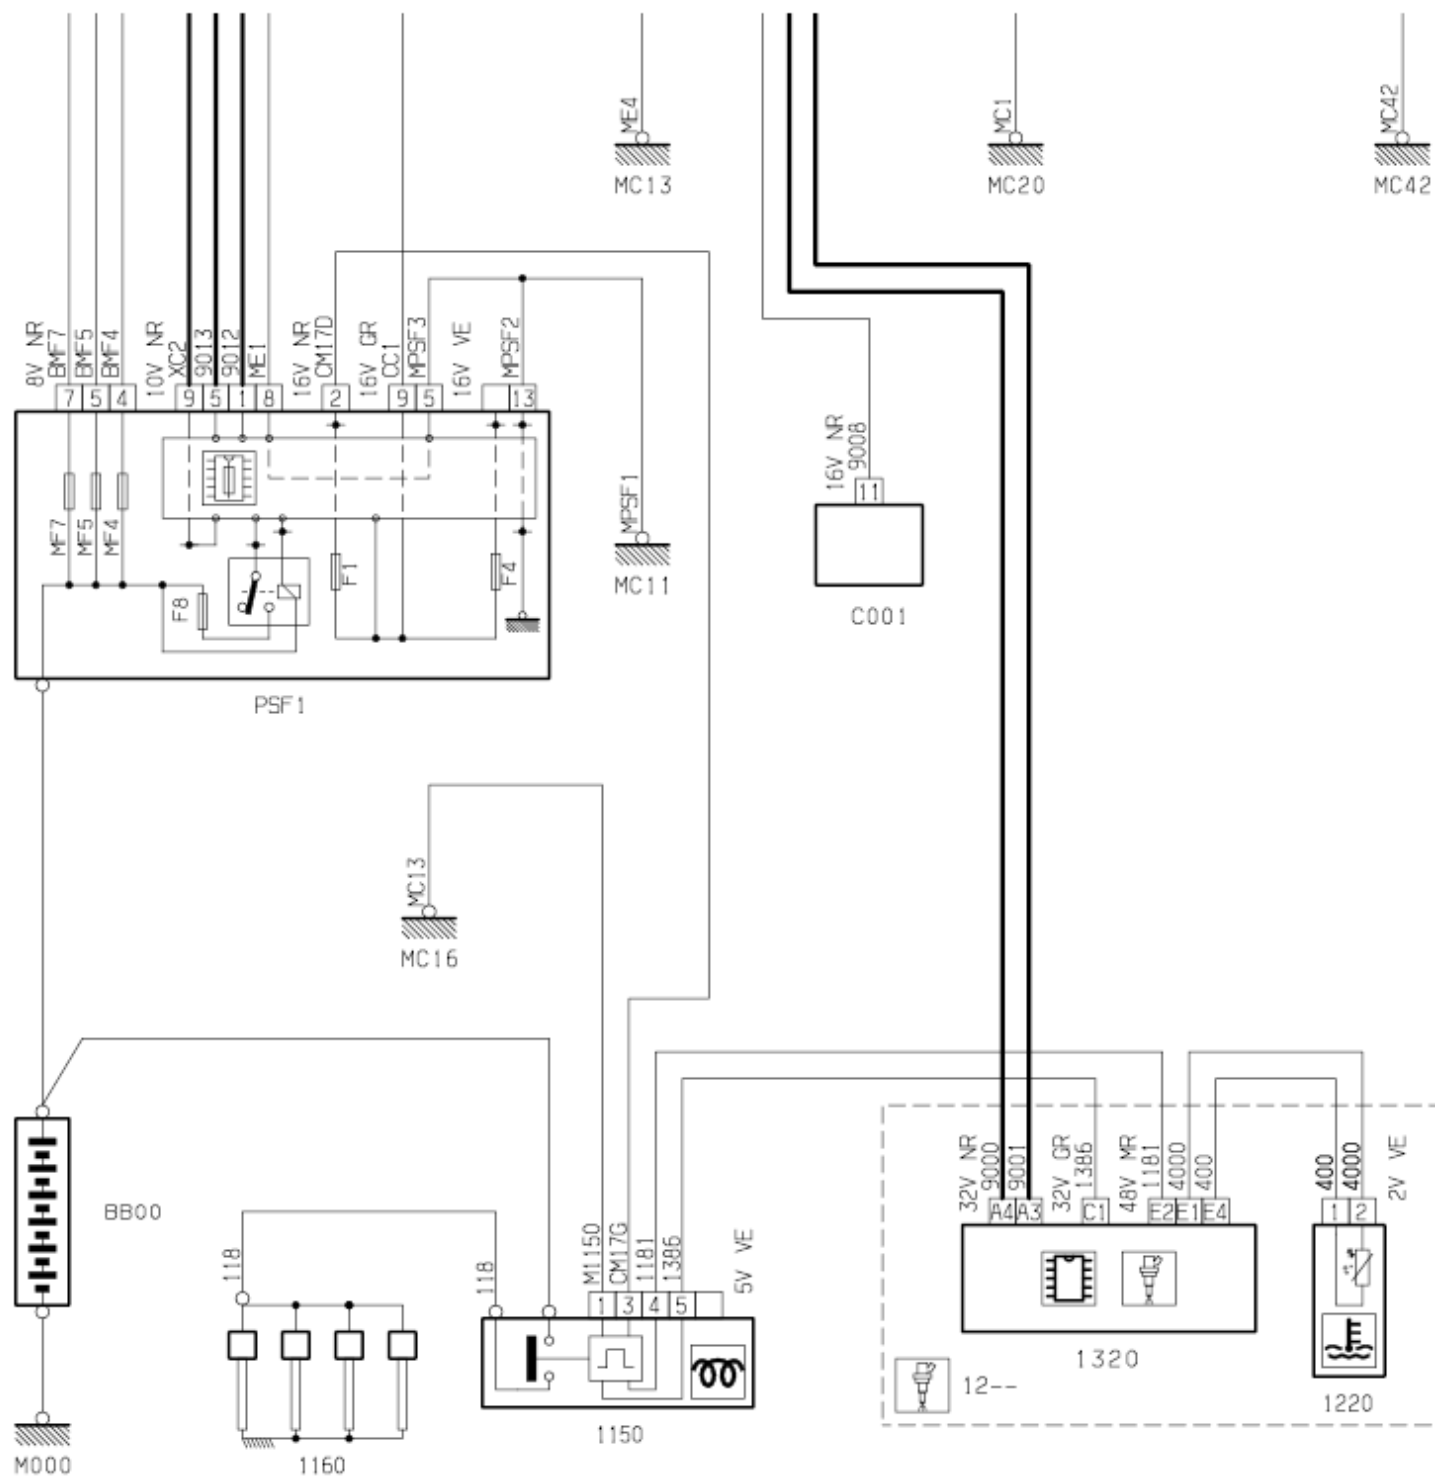 ME4
MC13
MC1
MC20
MC42
MC42
8V NR
BMF7
BMF5
BMF4
10V NR
XC2
9013
9012
ME1
16V NR
CM17D
16V GR
CC1
MPSF3
16V VE
MPSF2
7
5
4
9
5
1
8
2
9
5
13
MF7
MF5
MF4
F8
F1
F4
PSF1
MPSF1
MC11
16V NR
9008
11
C001
MC13
MC16
BB00
M000
118
1160
118
M1150
CM17G
1181
1386
5V VE
1
3
4
5
1150
32V NR
9000
9001
32V GR
1386
48V MR
1181
4000
400
A4
A3
C1
E2
E1
E4
1320
12--
400
4000
2V VE
1
2
1220